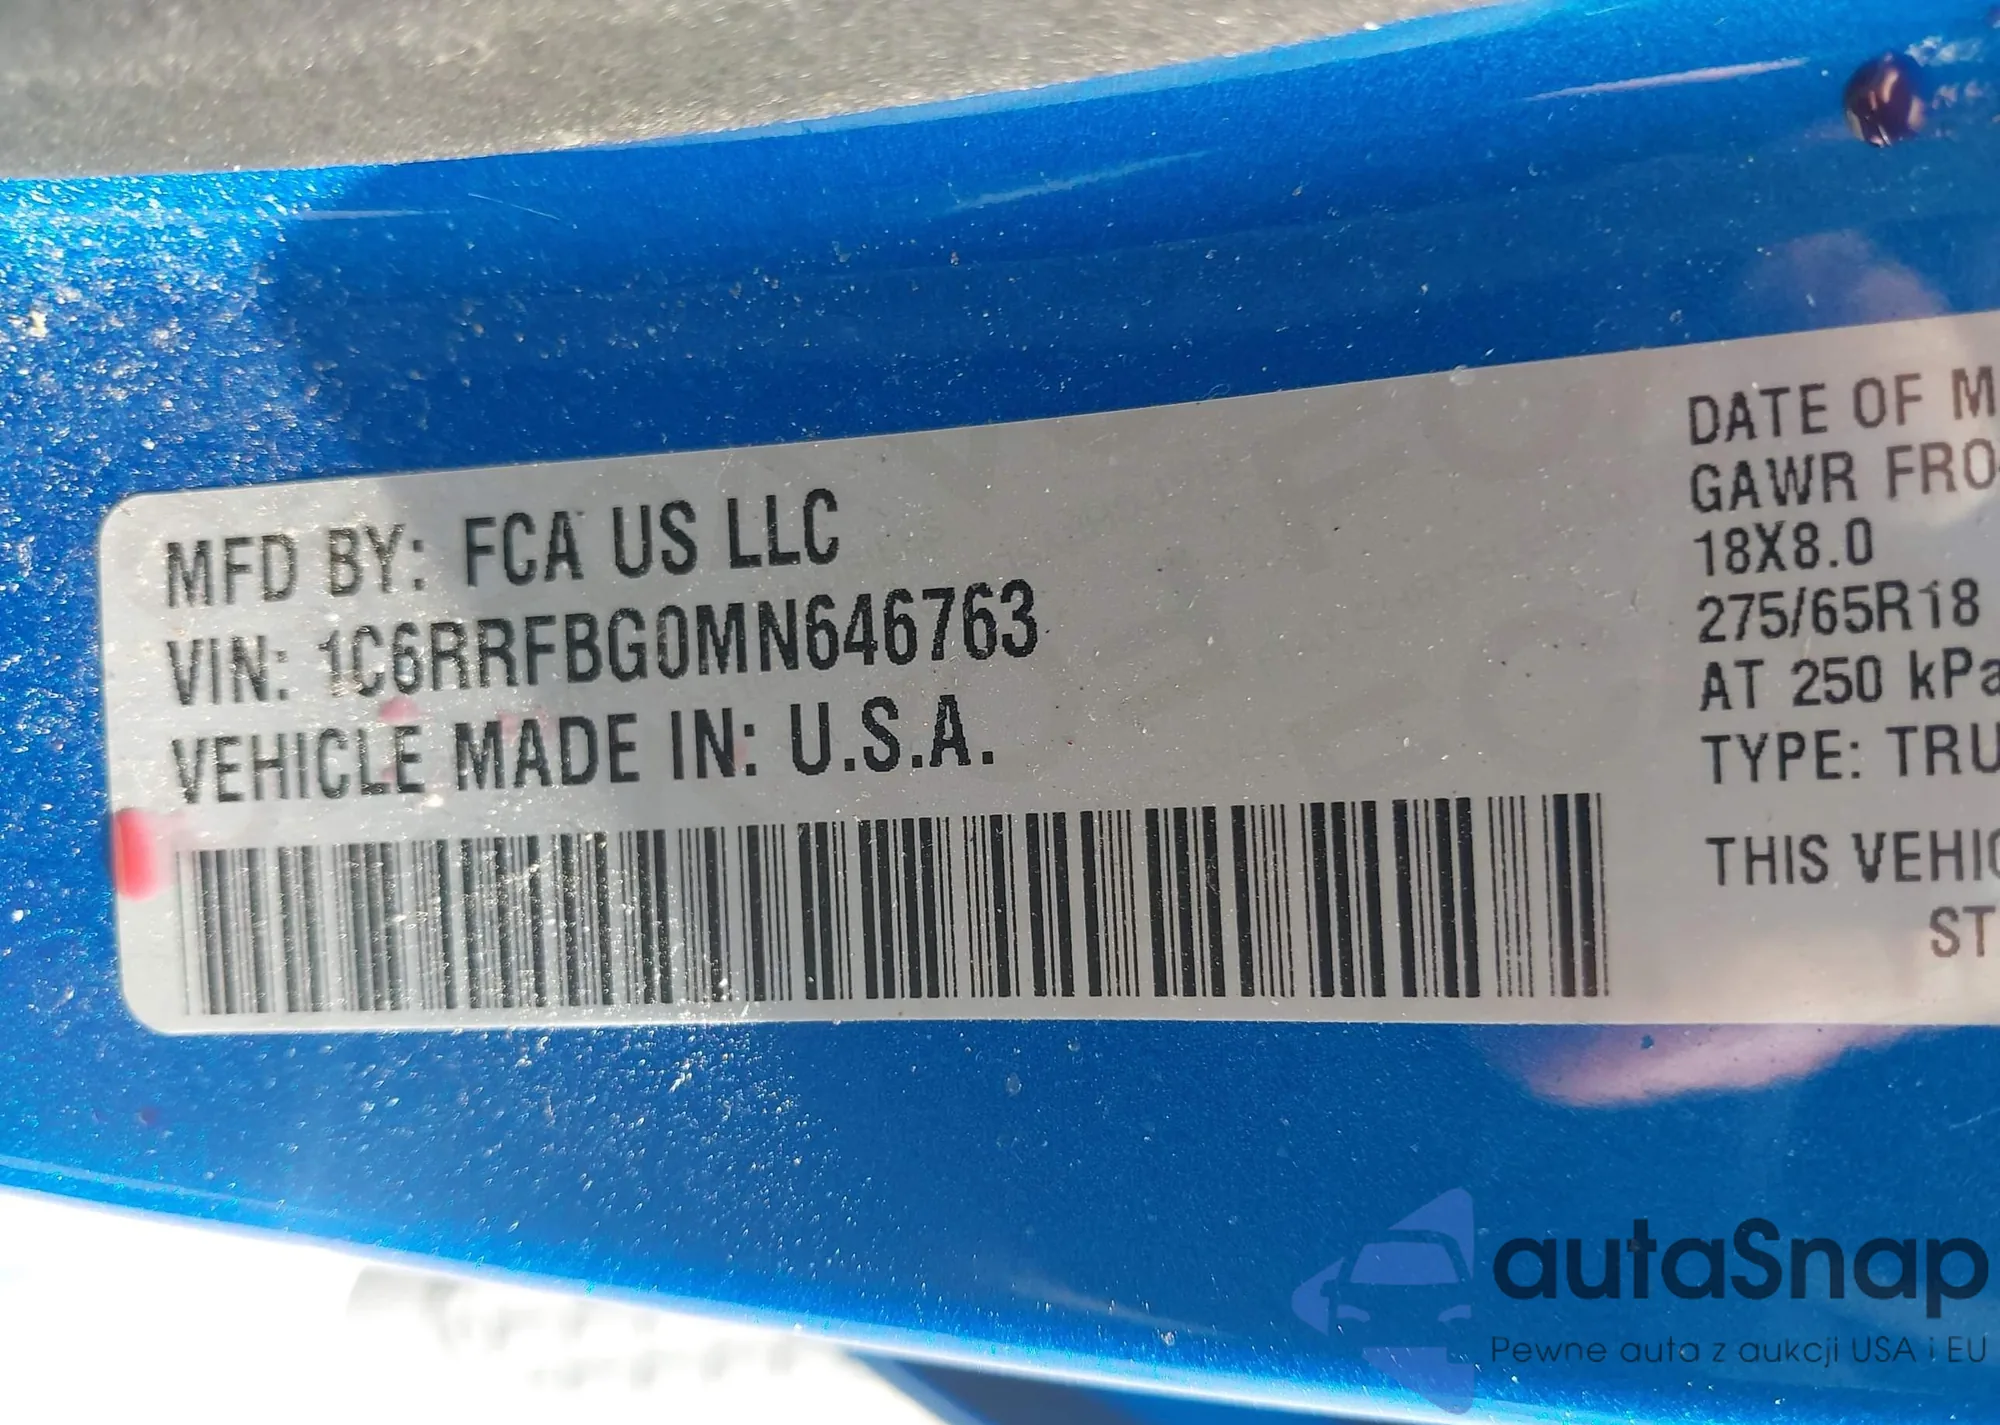 MFD BY: FCA US LLC
VIN: 1C6RRFBG0MN646763
VEHICLE MADE IN: U.S.A.
DATE OF M
GAWR FRO
18X8.0
275/65R18
AT 250 kPa
TYPE: TRU
THIS VEHIC
ST
autaSnap
Pewne auta z aukcji USA i EU